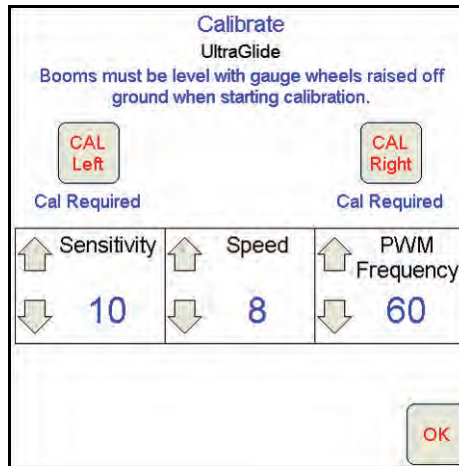 Calibrate
UltraGlide
Booms must be level with gauge wheels raised off
ground when starting calibration.
CAL
Left
CAL
Right
Cal Required
Cal Required
Sensitivity
10
Speed
8
PWM
Frequency
60
OK